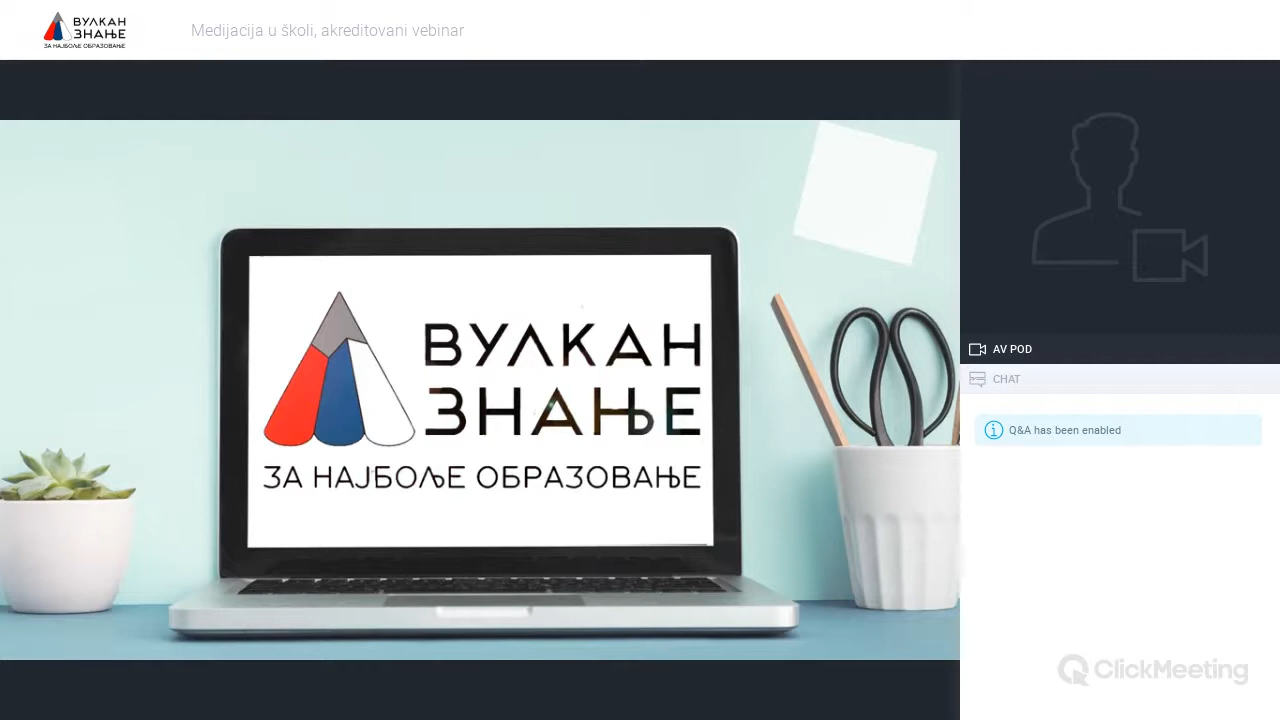 ВУЛКАН
ЗНАЊЕ
ЗА НАЈБОЉЕ ОБРАЗОВАЊЕ
Medijacija u školi, akreditovani vebinar
ВУЛКАН
ЗНАЊЕ
ЗА НАЈБОЉЕ ОБРАЗОВАЊЕ
AV POD
CHAT
Q&A has been enabled
ClickMeeting